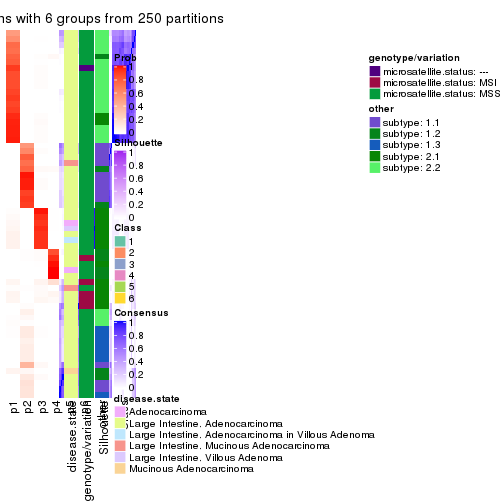 ns with 6 groups from 250 partitions
Prob
1
0.8
0.6
0.4
0.2
0
Silhouette
1
0.8
0.6
0.4
0.2
0
Class
1
2
3
4
5
6
Consensus
1
0.8
0.6
0.4
0.2
0
disease.state
Adenocarcinoma
Large Intestine. Adenocarcinoma
Large Intestine. Adenocarcinoma in Villous Adenoma
Large Intestine. Mucinous Adenocarcinoma
Large Intestine. Villous Adenoma
Mucinous Adenocarcinoma
genotype/variation
microsatellite.status: ---
microsatellite.status: MSI
microsatellite.status: MSS
other
subtype: 1.1
subtype: 1.2
subtype: 1.3
subtype: 2.1
subtype: 2.2
p1
p2
p3
p4
disease.state
genotype/variation
Silhouette